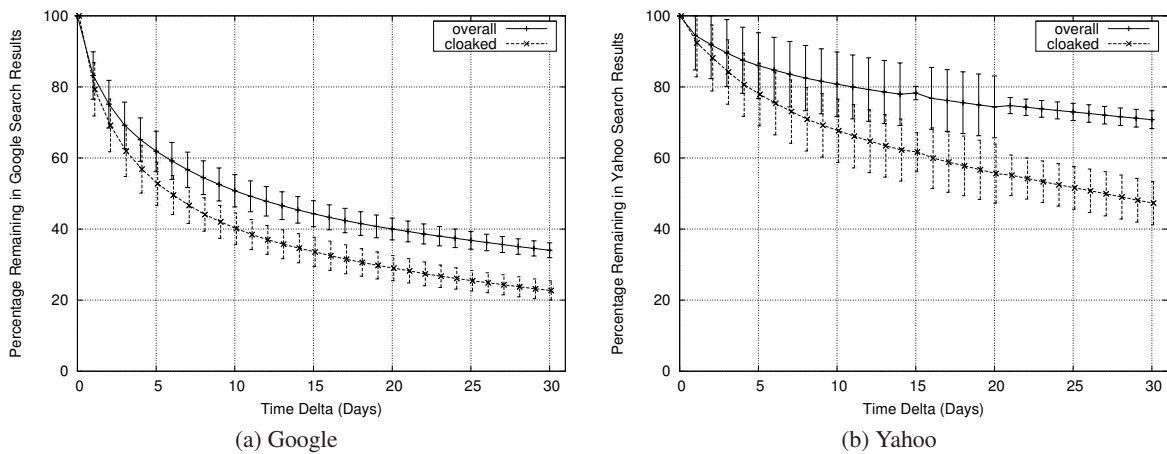 Percentage Remaining in Google Search Results
100
80
60
40
20
0
overall
cloaked
0 5 10 15 20 25 30
Time Delta (Days)
(a) Google
Percentage Remaining in Yahoo Search Results
100
80
60
40
20
0
overall
cloaked
0 5 10 15 20 25 30
Time Delta (Days)
(b) Yahoo